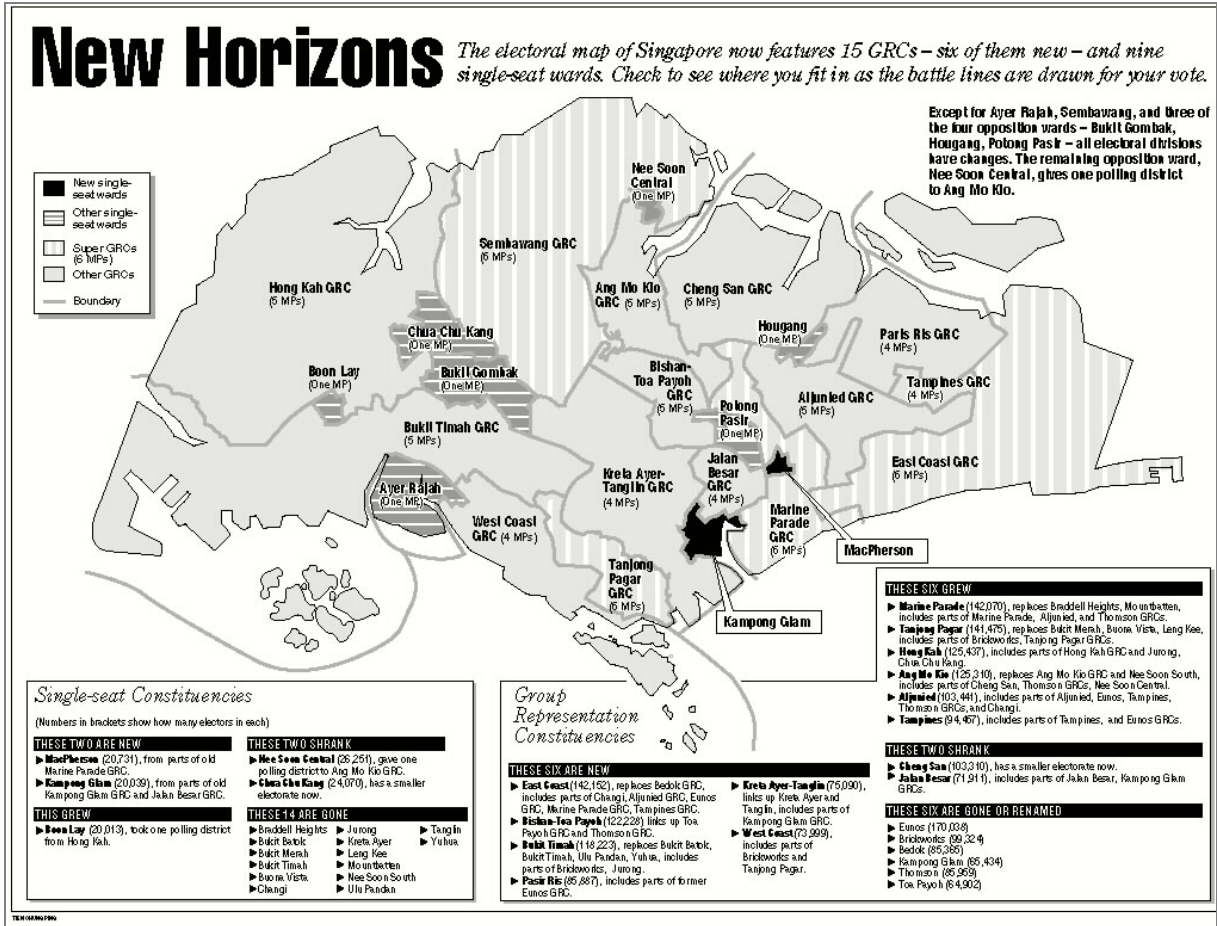 New Horizons
The electoral map of Singapore now features 15 GRCs – six of them new – and nine
single-seat wards. Check to see where you fit in as the battle lines are drawn for your vote.
Except for Ayer Rajah, Sembawang, and three of
the four opposition wards – Bukit Gombak,
Hougang, Potong Pasir – all electoral divisions
have changes. The remaining opposition ward,
Nee Soon Central, gives one polling district
to Ang Mo Kio.
New single-
seat wards
Other single-
seat wards
Super GRCs
(6 MPs)
Other GRCs
Boundary
Nee Soon
Central
(One MP)
Sembawang GRC
(6 MPs)
Hong Kah GRC
(5 MPs)
Ang Mo Kio
GRC (5 MPs)
Cheng San GRC
(5 MPs)
Chua Chu Kang
(One MP)
Hougang
(One MP)
Pasir Ris GRC
(4 MPs)
Boon Lay
(One MP)
Bukit Gombak
(One MP)
Bishan-
Toa Payoh
GRC
(5 MPs)
Tampines GRC
(4 MPs)
Potong
Pasir
(One MP)
Aljunied GRC
(5 MPs)
Bukit Timah GRC
(5 MPs)
Kreta Ayer-
Tanglin GRC
(4 MPs)
Jalan
Besar
GRC
(4 MPs)
East Coast GRC
(6 MPs)
Ayer Rajah
(One MP)
West Coast
GRC (4 MPs)
Marine
Parade
GRC
(6 MPs)
MacPherson
Tanjong
Pagar
GRC
(6 MPs)
Kampong Glam
Single-seat Constituencies
(Numbers in brackets show how many electors in each)
THESE TWO ARE NEW
MacPherson (20,731), from parts of old
Marine Parade GRC.
Kampong Glam (20,039), from parts of old
Kampong Glam GRC and Jalan Besar GRC.
THIS GREW
Boon Lay (20,013), took one polling district
from Hong Kah.
THESE TWO SHRANK
Nee Soon Central (26,251), gave one
polling district to Ang Mo Kio GRC.
Chua Chu Kang (24,070), has a smaller
electorate now.
THESE 14 ARE GONE
Braddell Heights
Bukit Batok
Bukit Merah
Bukit Timah
Buona Vista
Changi
Jurong
Kreta Ayer
Leng Kee
Mountbatten
Nee Soon South
Ulu Pandan
Tanglin
Yuhua
Group
Representation
Constituencies
THESE SIX ARE NEW
East Coast (142,152), replaces Bedok GRC,
includes parts of Changi, Aljunied GRC, Eunos
GRC, Marine Parade GRC, Tampines GRC.
Bishan-Toa Payoh (122,228) links up Toa
Payoh GRC and Thomson GRC.
Bukit Timah (118,223), replaces Bukit Batok,
Bukit Timah, Ulu Pandan, Yuhua, includes
parts of Brickworks, Jurong.
Pasir Ris (85,887), includes parts of former
Eunos GRC.
Kreta Ayer-Tanglin (75,090),
links up Kreta Ayer and
Tanglin, includes parts of
Kampong Glam GRC.
West Coast (73,999),
includes parts of
Brickworks and
Tanjong Pagar.
THESE SIX GREW
Marine Parade (142,070), replaces Braddell Heights, Mountbatten,
includes parts of Marine Parade, Aljunied, and Thomson GRCs.
Tanjong Pagar (141,475), replaces Bukit Merah, Buona Vista, Leng Kee,
includes parts of Brickworks, Tanjong Pagar GRCs.
Hong Kah (125,437), includes parts of Hong Kah GRC and Jurong,
Chua Chu Kang.
Ang Mo Kio (125,310), replaces Ang Mo Kio GRC and Nee Soon South,
includes parts of Cheng San, Thomson GRCs, Nee Soon Central.
Aljunied (103,441), includes parts of Aljunied, Eunos, Tampines,
Thomson GRCs, and Changi.
Tampines (94,467), includes parts of Tampines, and Eunos GRCs.
THESE TWO SHRANK
Cheng San (103,310), has a smaller electorate now.
Jalan Besar (71,911), includes parts of Jalan Besar, Kampong Glam
GRCs.
THESE SIX ARE GONE OR RENAMED
Eunos (170,038)
Brickworks (99,324)
Bedok (85,365)
Kampong Glam (65,434)
Thomson (85,959)
Toa Payoh (64,902)